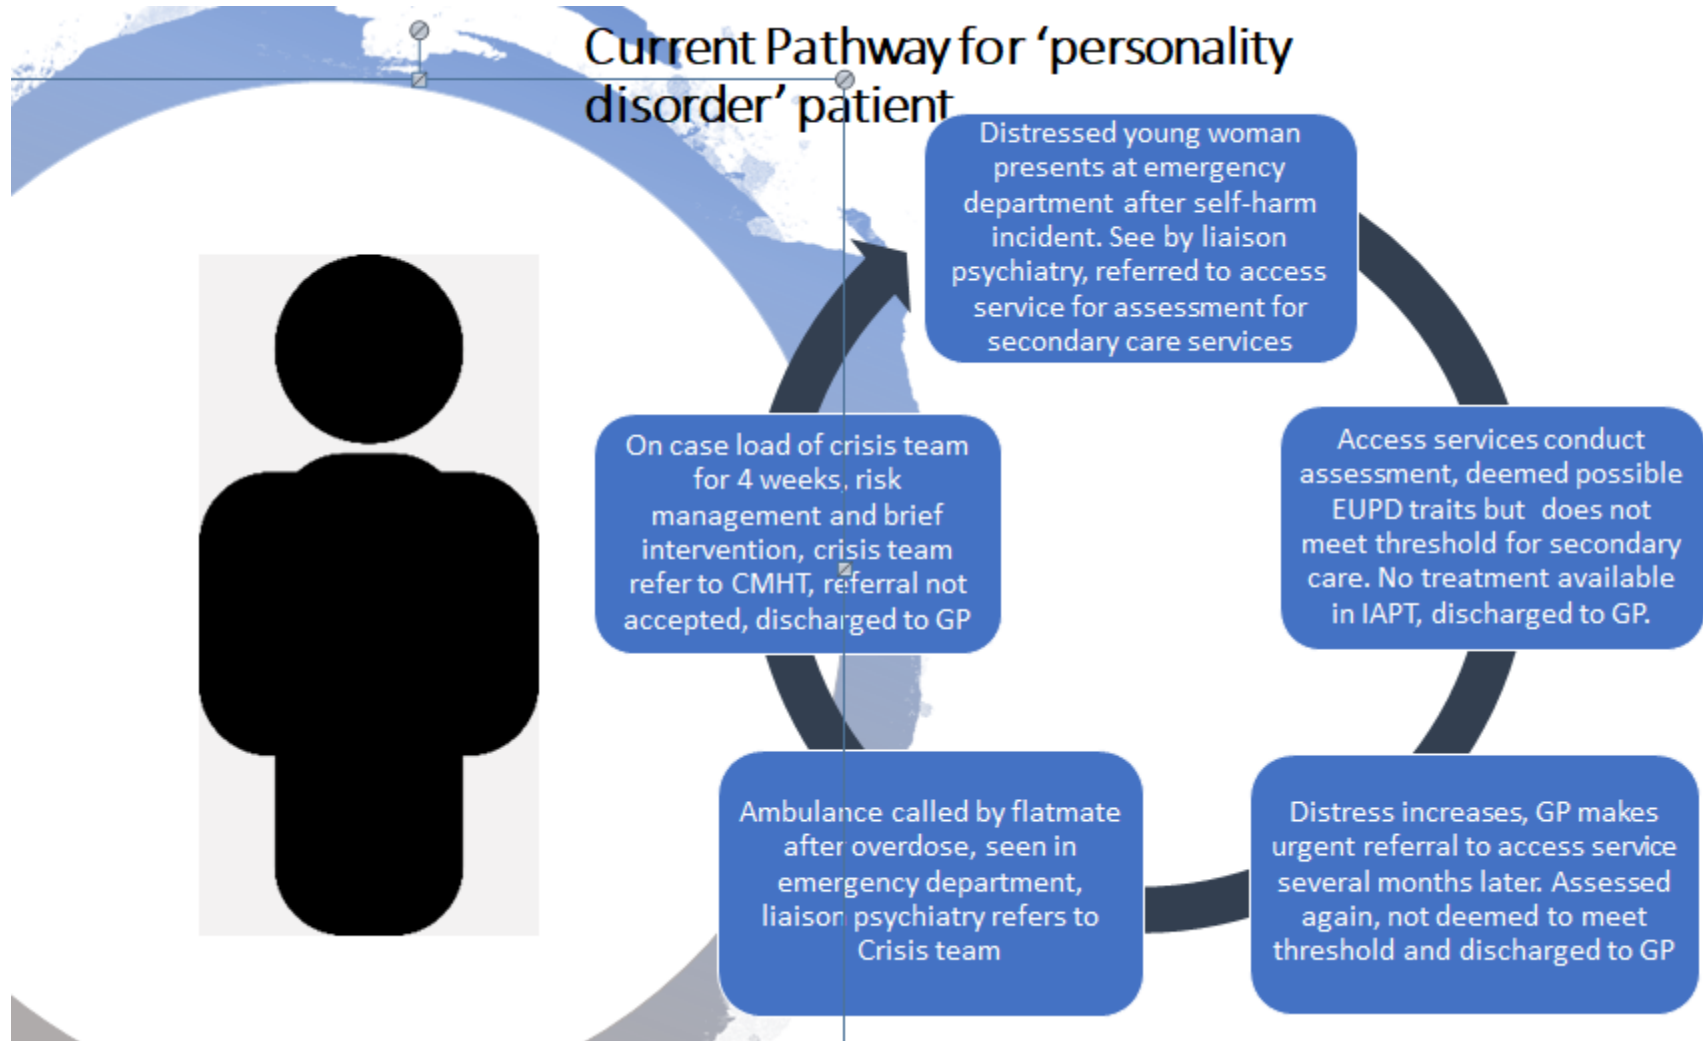 Current Pathway for ‘personality
disorder’ patient
Distressed young woman
presents at emergency
department after self-harm
incident. See by liaison
psychiatry, referred to access
service for assessment for
secondary care services
Access services conduct
assessment, deemed possible
EUPD traits but does not
meet threshold for secondary
care. No treatment available
in IAPT, discharged to GP.
Distress increases, GP makes
urgent referral to access service
several months later. Assessed
again, not deemed to meet
threshold and discharged to GP
Ambulance called by flatmate
after overdose, seen in
emergency department,
liaison psychiatry refers to
Crisis team
On case load of crisis team
for 4 weeks, risk
management and brief
intervention, crisis team
refer to CMHT, referral not
accepted, discharged to GP